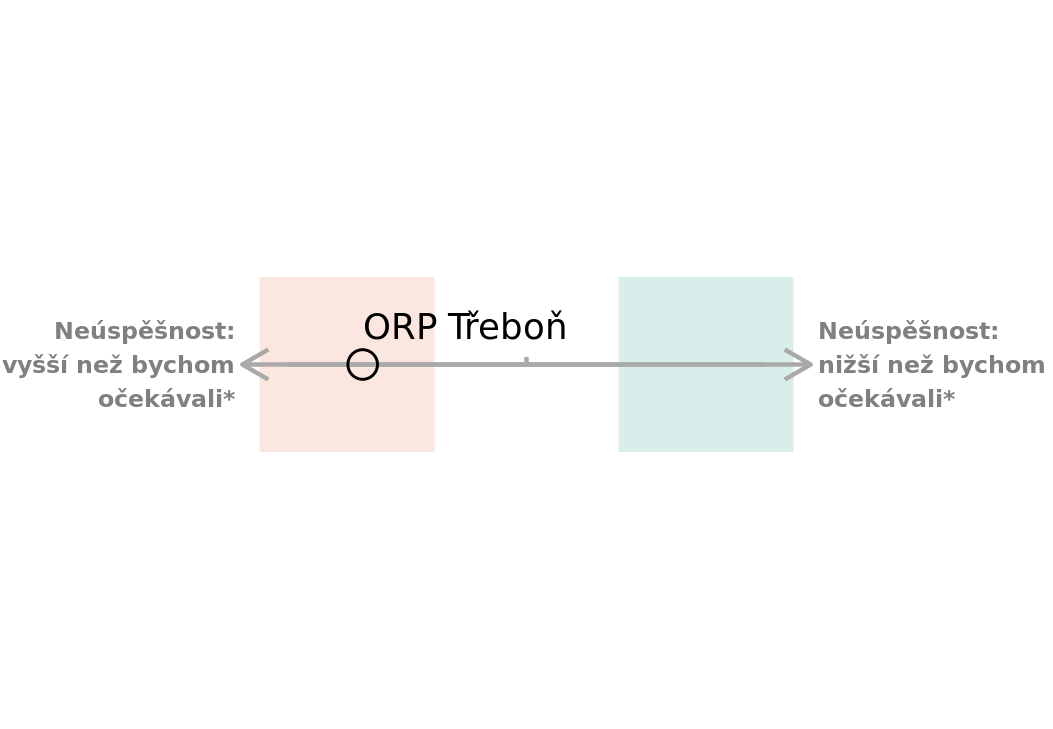 ORP Třeboň
Neúspěšnost:
vyšší než bychom
očekávali*
Neúspěšnost:
nižší než bychom
očekávali*